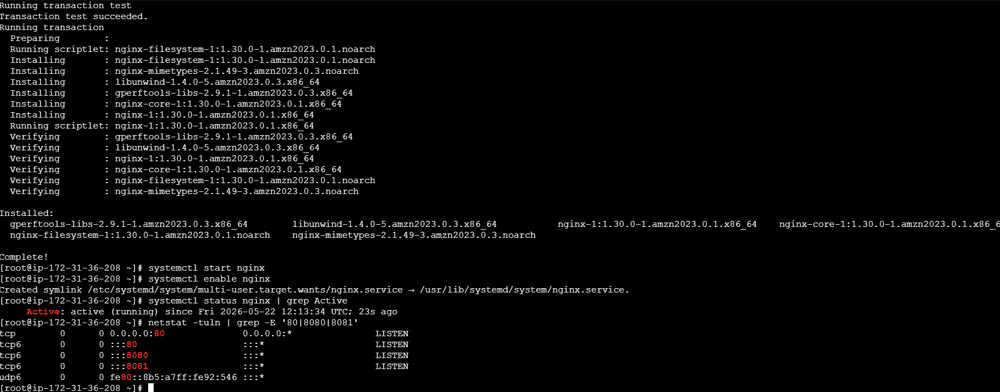 Running transaction test
Transaction test succeeded.
Running transaction
  Preparing        :
  Running scriptlet: nginx-filesystem-1:1.30.0-1.amzn2023.0.1.noarch
  Installing       : nginx-filesystem-1:1.30.0-1.amzn2023.0.1.noarch
  Installing       : nginx-mimetypes-2.1.49-3.amzn2023.0.3.noarch
  Installing       : libunwind-1.4.0-5.amzn2023.0.3.x86_64
  Installing       : gperftools-libs-2.9.1-1.amzn2023.0.3.x86_64
  Installing       : nginx-core-1:1.30.0-1.amzn2023.0.1.x86_64
  Installing       : nginx-1:1.30.0-1.amzn2023.0.1.x86_64
  Running scriptlet: nginx-1:1.30.0-1.amzn2023.0.1.x86_64
  Verifying        : gperftools-libs-2.9.1-1.amzn2023.0.3.x86_64
  Verifying        : libunwind-1.4.0-5.amzn2023.0.3.x86_64
  Verifying        : nginx-1:1.30.0-1.amzn2023.0.1.x86_64
  Verifying        : nginx-core-1:1.30.0-1.amzn2023.0.1.x86_64
  Verifying        : nginx-filesystem-1:1.30.0-1.amzn2023.0.1.noarch
  Verifying        : nginx-mimetypes-2.1.49-3.amzn2023.0.3.noarch
Installed:
  gperftools-libs-2.9.1-1.amzn2023.0.3.x86_64        libunwind-1.4.0-5.amzn2023.0.3.x86_64           nginx-1:1.30.0-1.amzn2023.0.1.x86_64    nginx-core-1:1.30.0-1.amzn2023.0.1.x86_6
  nginx-filesystem-1:1.30.0-1.amzn2023.0.1.noarch    nginx-mimetypes-2.1.49-3.amzn2023.0.3.noarch
Complete!
[root@ip-172-31-36-208 ~]# systemctl start nginx
[root@ip-172-31-36-208 ~]# systemctl enable nginx
Created symlink /etc/systemd/system/multi-user.target.wants/nginx.service → /usr/lib/systemd/system/nginx.service.
[root@ip-172-31-36-208 ~]# systemctl status nginx | grep Active
     Active: active (running) since Fri 2026-05-22 12:13:34 UTC; 23s ago
[root@ip-172-31-36-208 ~]# netstat -tuln | grep -E '80|8080|8081'
tcp        0      0 0.0.0.0:80              0.0.0.0:*               LISTEN
tcp6       0      0 :::80                   :::*                    LISTEN
tcp6       0      0 :::8080                 :::*                    LISTEN
tcp6       0      0 :::8081                 :::*                    LISTEN
udp6       0      0 fe80::8b5:a7ff:fe92:546 :::*
[root@ip-172-31-36-208 ~]#